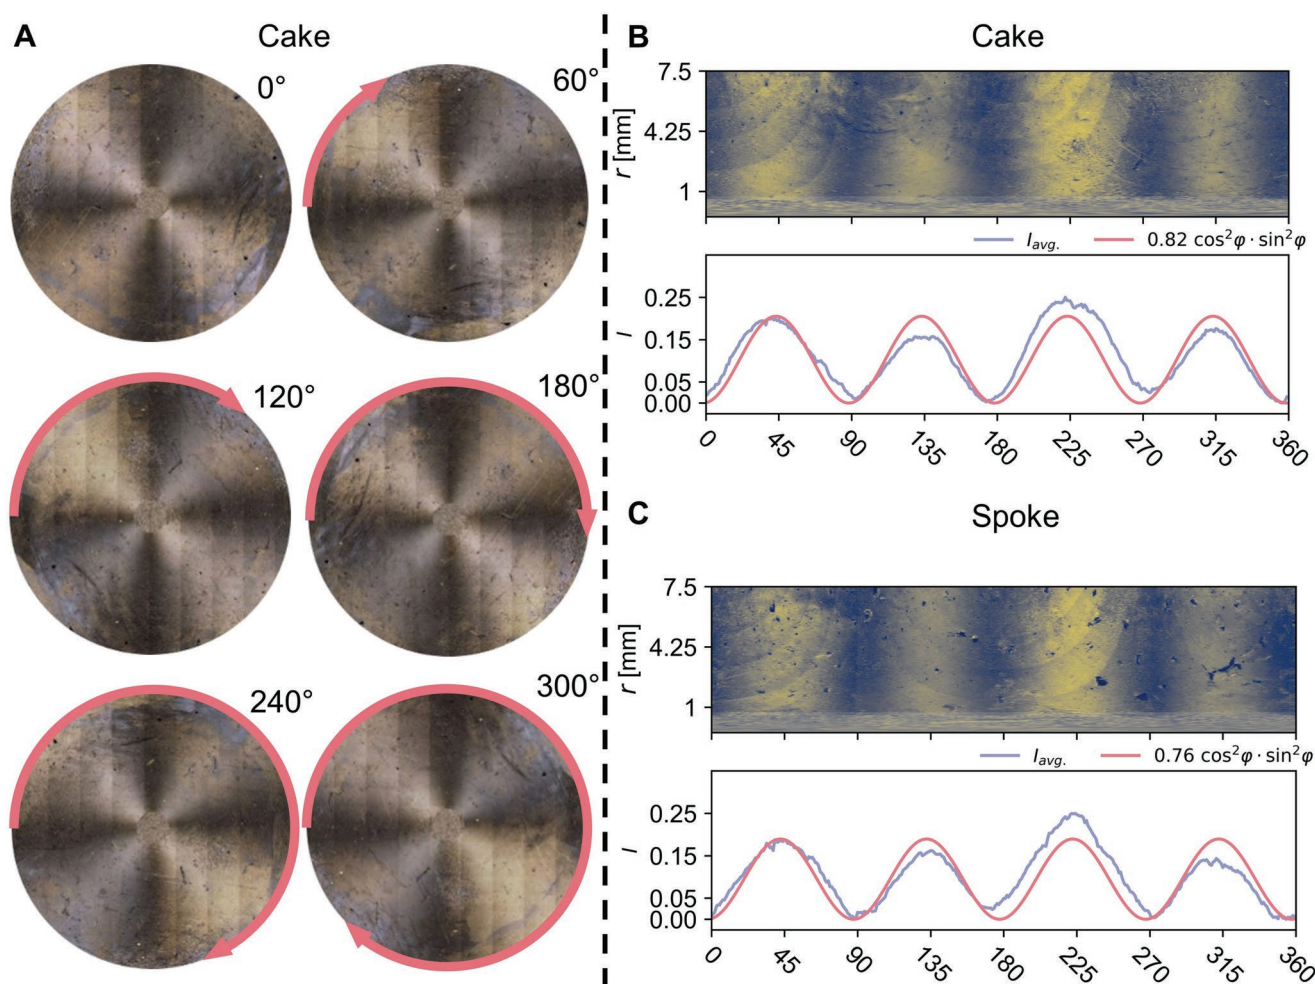 A
Cake
0°
60°
120°
180°
240°
300°
B
Cake
7.5
4.25
1
r [mm]
I avg.
0.82 cos²φ · sin²φ
0.25
0.15
0.05
0.00
I
0 45 90 135 180 225 270 315 360
C
Spoke
7.5
4.25
1
r [mm]
I avg.
0.76 cos²φ · sin²φ
0.25
0.15
0.05
0.00
I
0 45 90 135 180 225 270 315 360